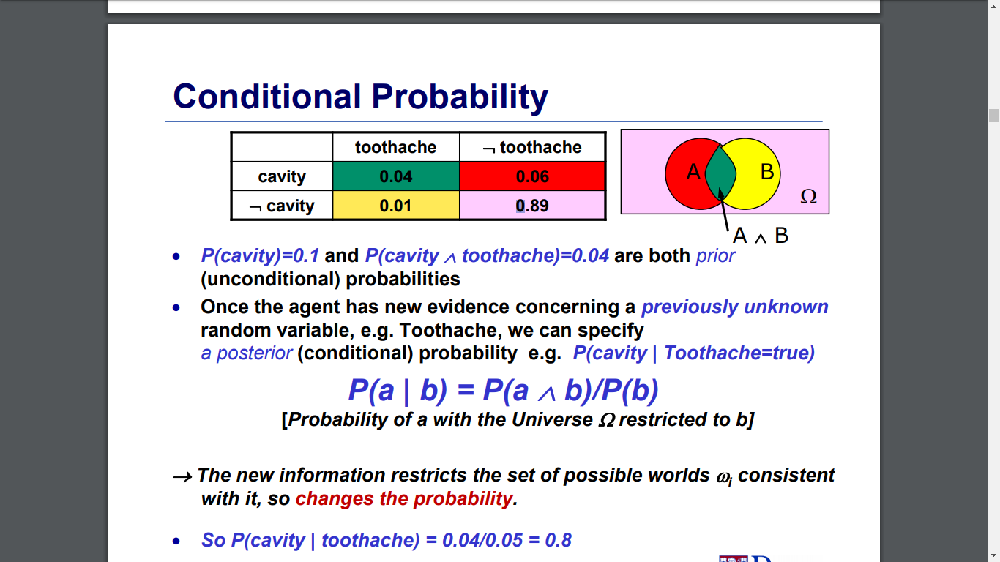 Conditional Probability
toothache ¬ toothache
cavity 0.04 0.06
¬ cavity 0.01 0.89
A B
Ω
A ∧ B
• P(cavity)=0.1 and P(cavity ∧ toothache)=0.04 are both prior
(unconditional) probabilities
• Once the agent has new evidence concerning a previously unknown
random variable, e.g. Toothache, we can specify
a posterior (conditional) probability e.g. P(cavity | Toothache=true)
P(a | b) = P(a ∧ b)/P(b)
[Probability of a with the Universe Ω restricted to b]
→ The new information restricts the set of possible worlds ωi consistent
with it, so changes the probability.
• So P(cavity | toothache) = 0.04/0.05 = 0.8